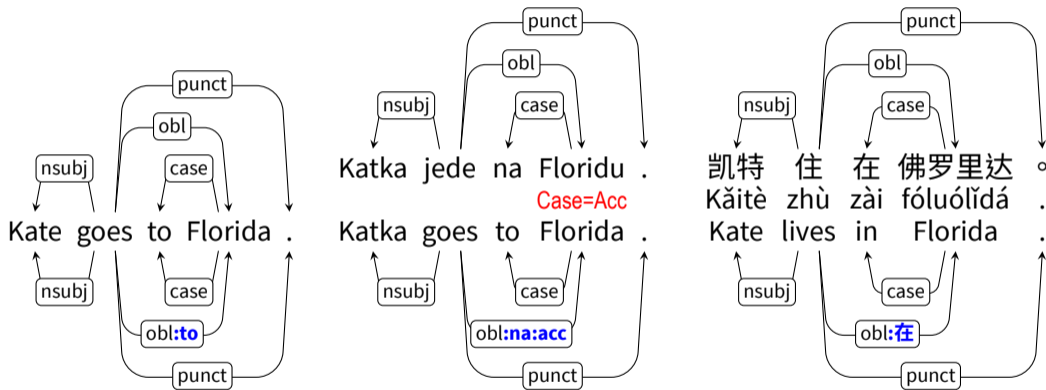 punct
obl
nsubj
case
Kate goes to Florida .
nsubj
case
obl:to
punct
punct
obl
nsubj
case
Katka jede na Floridu .
Case=Acc
Katka goes to Florida .
nsubj
case
obl:na:acc
punct
punct
obl
nsubj
case
凯特 住 在 佛罗里达 。
Kǎitè zhù zài fóluólǐdá .
Kate lives in Florida .
nsubj
case
obl:在
punct